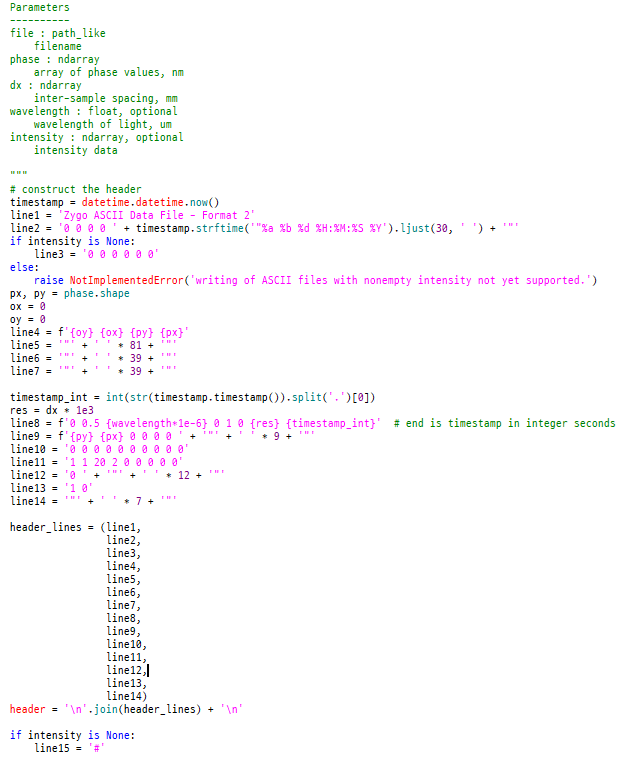 Parameters
----------
file : path_like
    filename
phase : ndarray
    array of phase values, nm
dx : ndarray
    inter-sample spacing, mm
wavelength : float, optional
    wavelength of light, um
intensity : ndarray, optional
    intensity data

"""
# construct the header
timestamp = datetime.datetime.now()
line1 = 'Zygo ASCII Data File - Format 2'
line2 = '0 0 0 0 ' + timestamp.strftime('"%a %b %d %H:%M:%S %Y').ljust(30, ' ') + '"'
if intensity is None:
    line3 = '0 0 0 0 0 0'
else:
    raise NotImplementedError('writing of ASCII files with nonempty intensity not yet supported.')
px, py = phase.shape
ox = 0
oy = 0
line4 = f'{oy} {ox} {py} {px}'
line5 = '"' + ' ' * 81 + '"'
line6 = '"' + ' ' * 39 + '"'
line7 = '"' + ' ' * 39 + '"'

timestamp_int = int(str(timestamp.timestamp()).split('.')[0])
res = dx * 1e3
line8 = f'0 0.5 {wavelength*1e-6} 0 1 0 {res} {timestamp_int}'  # end is timestamp in integer seconds
line9 = f'{py} {px} 0 0 0 0 ' + '"' + ' ' * 9 + '"'
line10 = '0 0 0 0 0 0 0 0 0 0'
line11 = '1 1 20 2 0 0 0 0 0'
line12 = '0 ' + '"' + ' ' * 12 + '"'
line13 = '1 0'
line14 = '"' + ' ' * 7 + '"'

header_lines = (line1,
                line2,
                line3,
                line4,
                line5,
                line6,
                line7,
                line8,
                line9,
                line10,
                line11,
                line12,
                line13,
                line14)
header = '\n'.join(header_lines) + '\n'

if intensity is None:
    line15 = '#'